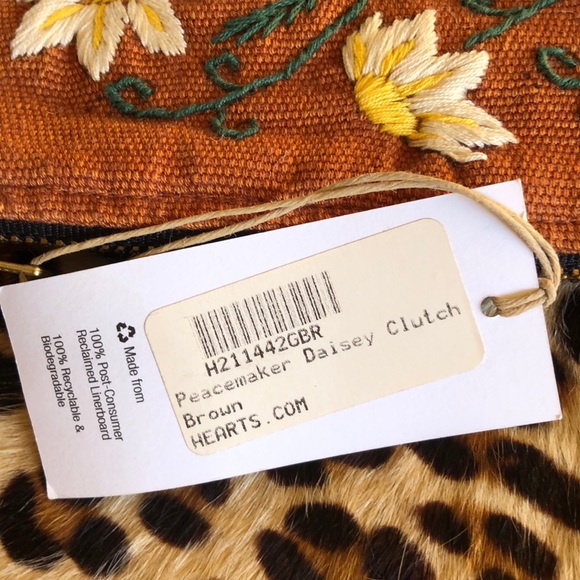 H211442GBR
Peacemaker Daisey Clutch
Brown
HEARTS.COM
Made from
100% Post-Consumer
Reclaimed Linerboard
100% Recyclable &
Biodegradable